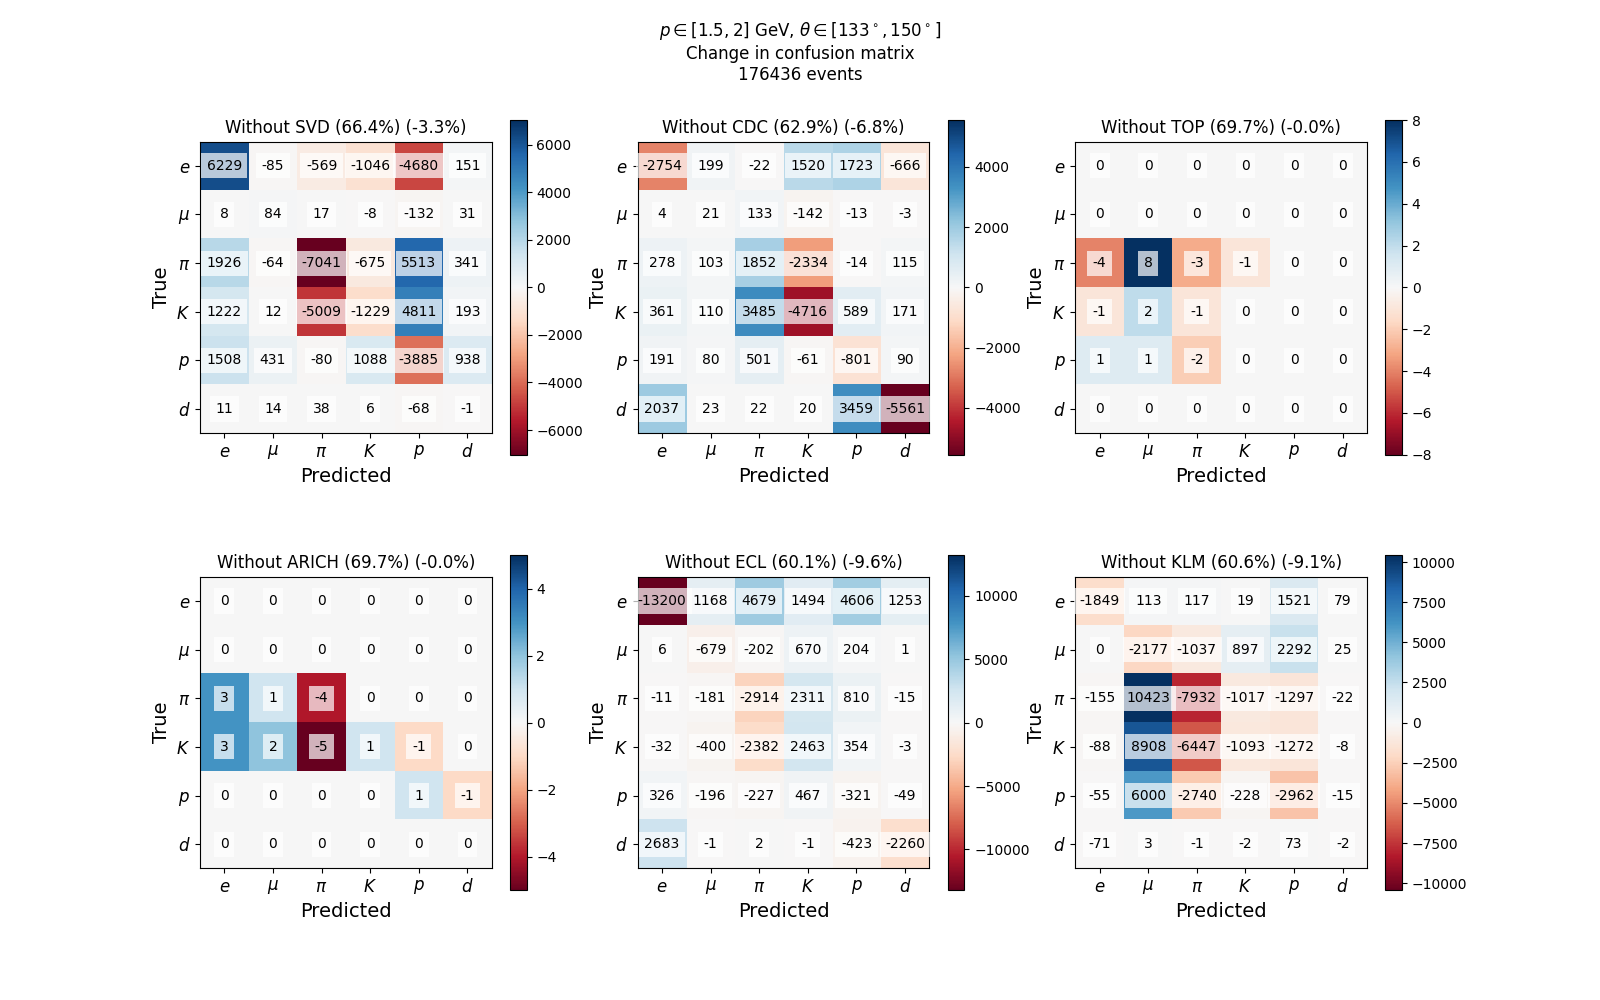 p ∈ [1.5, 2] GeV, θ ∈ [133°, 150°]
Change in confusion matrix
176436 events
Without SVD (66.4%) (-3.3%)
e 6229 -85 -569 -1046 -4680 151
μ 8 84 17 -8 -132 31
π 1926 -64 -7041 -675 5513 341
K 1222 12 -5009 -1229 4811 193
p 1508 431 -80 1088 -3885 938
d 11 14 38 6 -68 -1
e μ π K p d
Predicted
True
6000
4000
2000
0
−2000
−4000
−6000
Without CDC (62.9%) (-6.8%)
e -2754 199 -22 1520 1723 -666
μ 4 21 133 -142 -13 -3
π 278 103 1852 -2334 -14 115
K 361 110 3485 -4716 589 171
p 191 80 501 -61 -801 90
d 2037 23 22 20 3459 -5561
e μ π K p d
Predicted
True
4000
2000
0
−2000
−4000
Without TOP (69.7%) (-0.0%)
e 0 0 0 0 0 0
μ 0 0 0 0 0 0
π -4 8 -3 -1 0 0
K -1 2 -1 0 0 0
p 1 1 -2 0 0 0
d 0 0 0 0 0 0
e μ π K p d
Predicted
True
8
6
4
2
0
−2
−4
−6
−8
Without ARICH (69.7%) (-0.0%)
e 0 0 0 0 0 0
μ 0 0 0 0 0 0
π 3 1 -4 0 0 0
K 3 2 -5 1 -1 0
p 0 0 0 0 1 -1
d 0 0 0 0 0 0
e μ π K p d
Predicted
True
4
2
0
−2
−4
Without ECL (60.1%) (-9.6%)
e -13200 1168 4679 1494 4606 1253
μ 6 -679 -202 670 204 1
π -11 -181 -2914 2311 810 -15
K -32 -400 -2382 2463 354 -3
p 326 -196 -227 467 -321 -49
d 2683 -1 2 -1 -423 -2260
e μ π K p d
Predicted
True
10000
5000
0
−5000
−10000
Without KLM (60.6%) (-9.1%)
e -1849 113 117 19 1521 79
μ 0 -2177 -1037 897 2292 25
π -155 10423 -7932 -1017 -1297 -22
K -88 8908 -6447 -1093 -1272 -8
p -55 6000 -2740 -228 -2962 -15
d -71 3 -1 -2 73 -2
e μ π K p d
Predicted
True
10000
7500
5000
2500
0
−2500
−5000
−7500
−10000